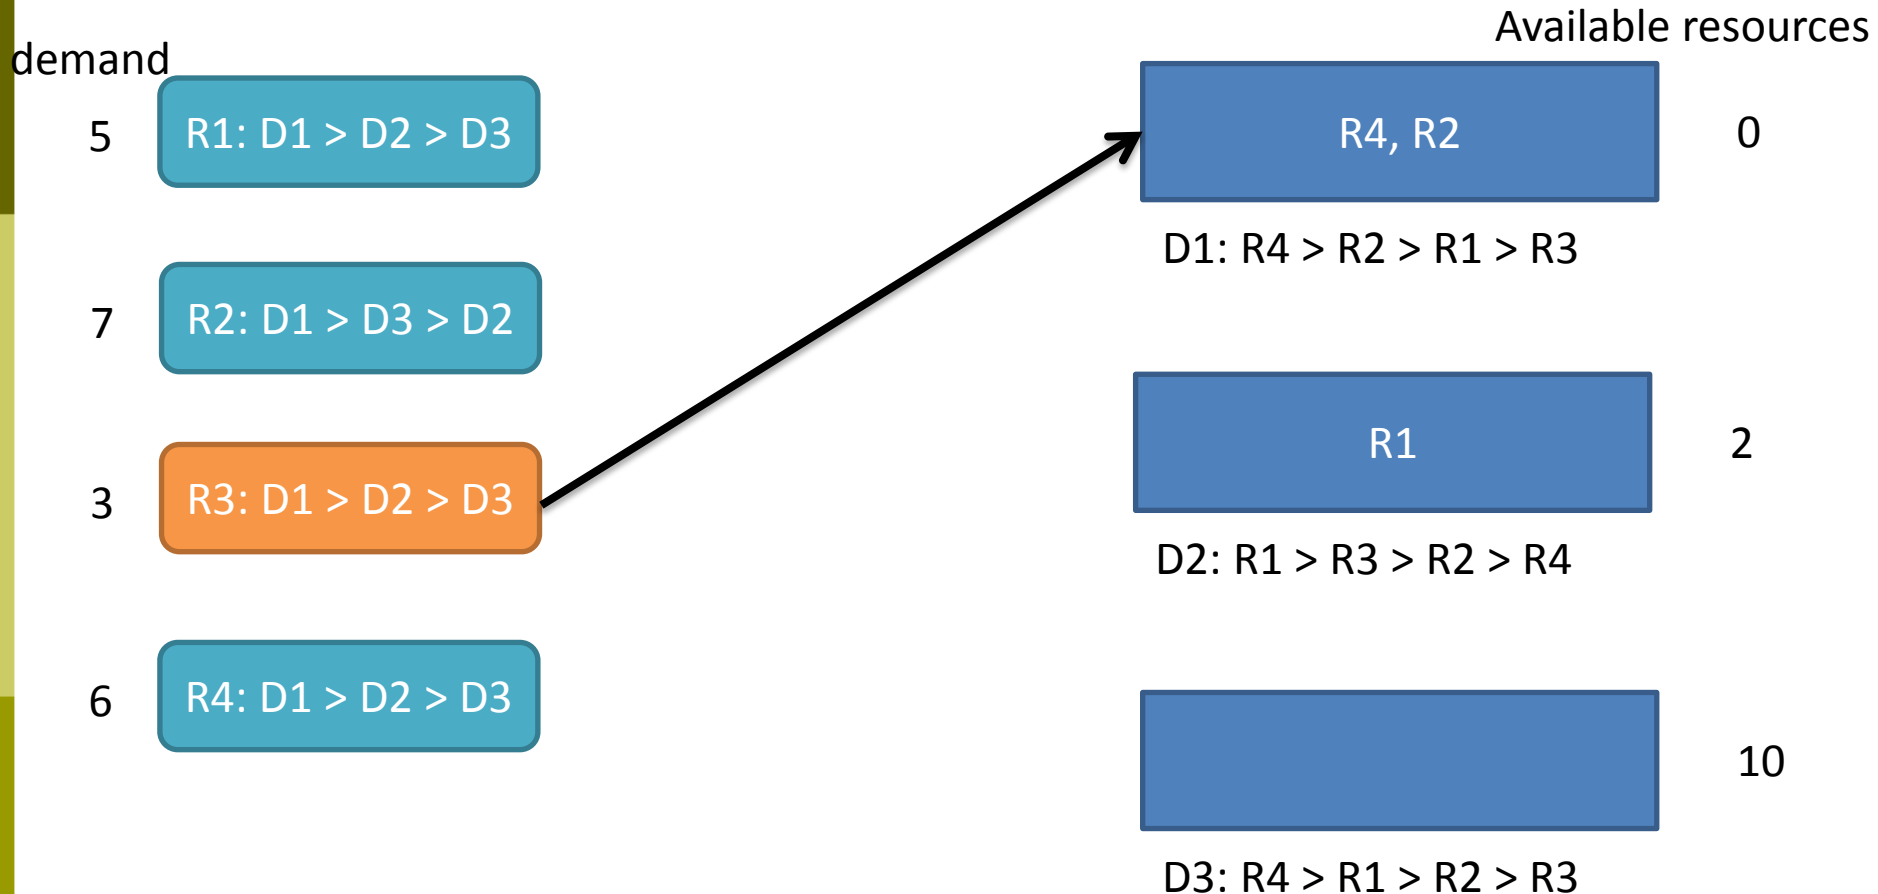 Available resources
demand
5
R1: D1 > D2 > D3
R4, R2
0
D1: R4 > R2 > R1 > R3
7
R2: D1 > D3 > D2
R1
2
3
R3: D1 > D2 > D3
D2: R1 > R3 > R2 > R4
6
R4: D1 > D2 > D3
10
D3: R4 > R1 > R2 > R3